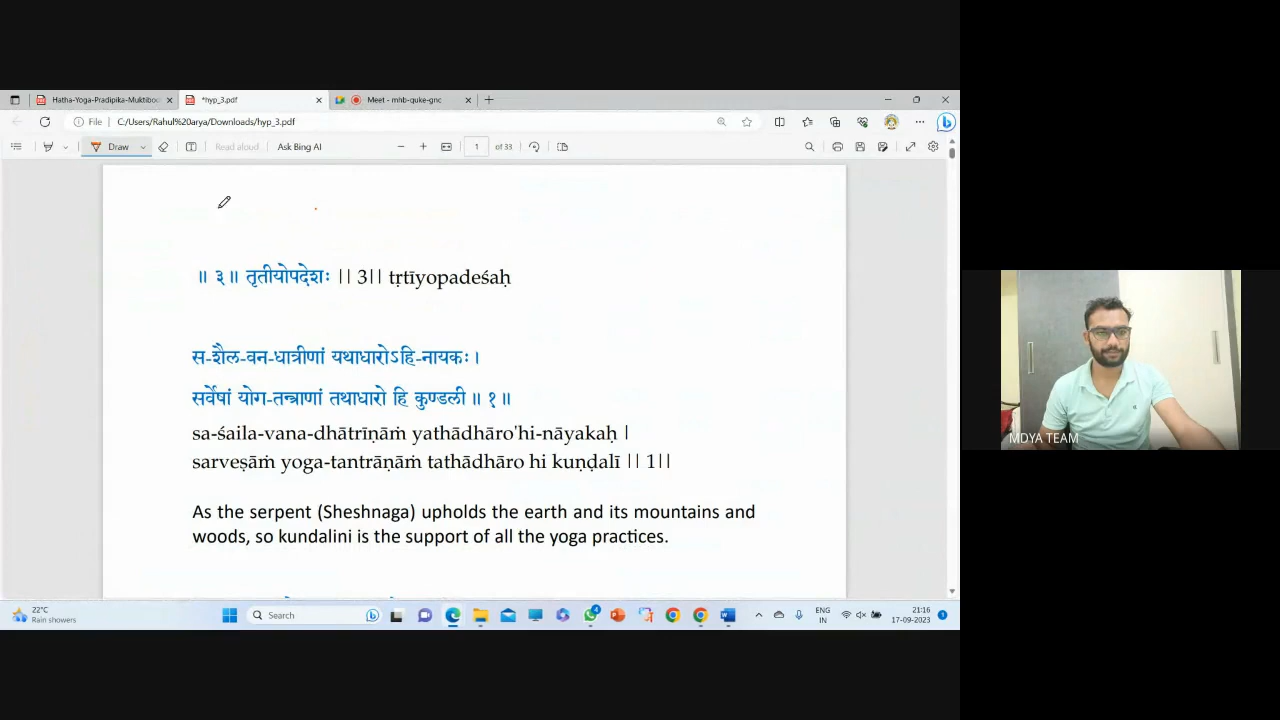 Hatha-Yoga-Pradipika-Muktiboo
*hyp_3.pdf
Meet - mhb-quke-gnc
File
C:/Users/Rahul%20arya/Downloads/hyp_3.pdf
Draw
Read aloud
Ask Bing AI
1
of 33
॥ ३॥ तृतीयोपदेशः || 3|| tṛtīyopadeśaḥ
स-शैल-वन-धात्रीणां यथाधारोऽहि-नायकः।
सर्वेषां योग-तन्त्राणां तथाधारो हि कुण्डली॥ १॥
sa-śaila-vana-dhātrīṇāṁ yathādhāro'hi-nāyakaḥ |
sarveṣāṁ yoga-tantrāṇāṁ tathādhāro hi kuṇḍalī || 1||
As the serpent (Sheshnaga) upholds the earth and its mountains and
woods, so kundalini is the support of all the yoga practices.
MDYA TEAM
22°C
Rain showers
Search
ENG
IN
21:16
17-09-2023